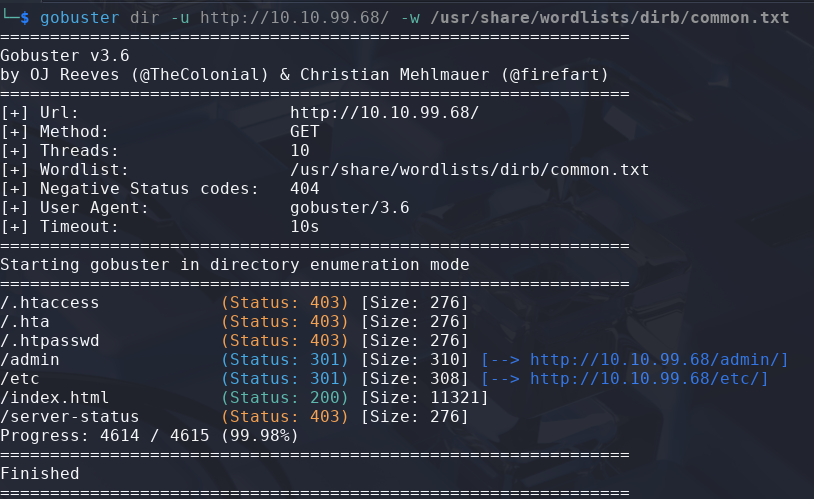 └─$ gobuster dir -u http://10.10.99.68/ -w /usr/share/wordlists/dirb/common.txt
===============================================================
Gobuster v3.6
by OJ Reeves (@TheColonial) & Christian Mehlmauer (@firefart)
===============================================================
[+] Url:                     http://10.10.99.68/
[+] Method:                  GET
[+] Threads:                 10
[+] Wordlist:                /usr/share/wordlists/dirb/common.txt
[+] Negative Status codes:   404
[+] User Agent:              gobuster/3.6
[+] Timeout:                 10s
===============================================================
Starting gobuster in directory enumeration mode
===============================================================
/.htaccess            (Status: 403) [Size: 276]
/.hta                 (Status: 403) [Size: 276]
/.htpasswd            (Status: 403) [Size: 276]
/admin                (Status: 301) [Size: 310] [--> http://10.10.99.68/admin/]
/etc                  (Status: 301) [Size: 308] [--> http://10.10.99.68/etc/]
/index.html           (Status: 200) [Size: 11321]
/server-status        (Status: 403) [Size: 276]
Progress: 4614 / 4615 (99.98%)
===============================================================
Finished
===============================================================